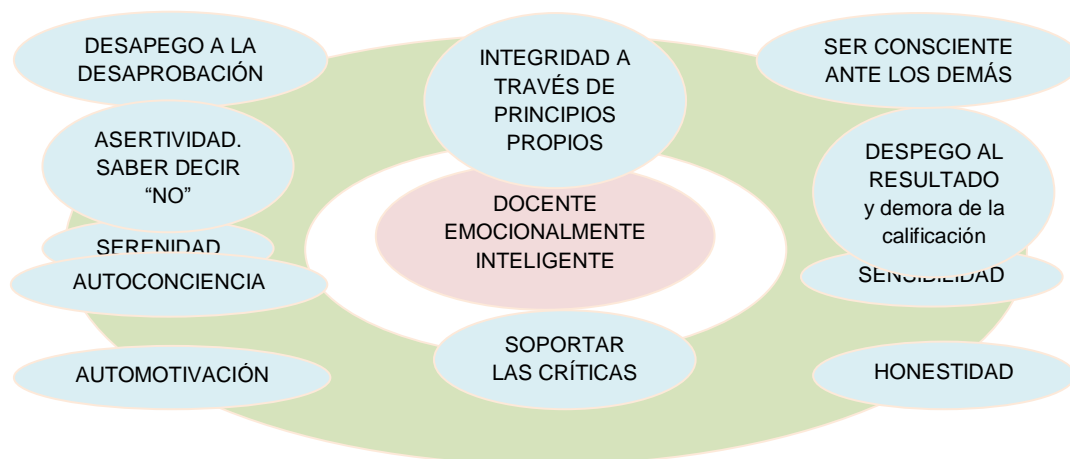 DESAPEGO A LA
DESAPROBACIÓN
INTEGRIDAD A
TRAVÉS DE
PRINCIPIOS
PROPIOS
SER CONSCIENTE
ANTE LOS DEMÁS
ASERTIVIDAD.
SABER DECIR
“NO”
DESPEGO AL
RESULTADO
y demora de la
calificación
DOCENTE
EMOCIONALMENTE
INTELIGENTE
SERENIDAD
AUTOCONCIENCIA
SENSIBILIDAD
SOPORTAR
LAS CRÍTICAS
AUTOMOTIVACIÓN
HONESTIDAD